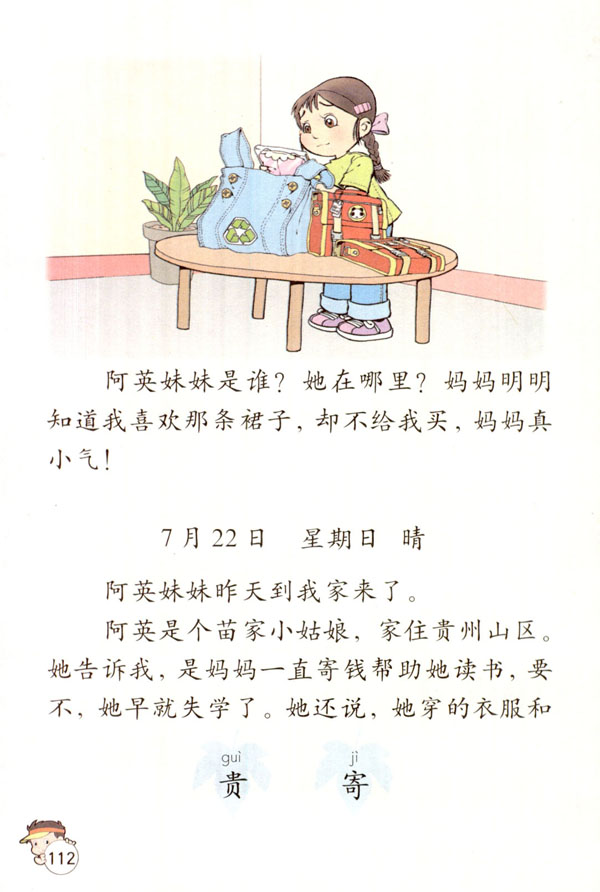 阿英妹妹是谁？她在哪里？妈妈明明
知道我喜欢那条裙子，却不给我买，妈妈真
小气！
7月22日 星期日 晴
阿英妹妹昨天到我家来了。
阿英是个苗家小姑娘，家住贵州山区。
她告诉我，是妈妈一直寄钱帮助她读书，要
不，她早就失学了。她还说，她穿的衣服和
guì jì
贵 寄
112